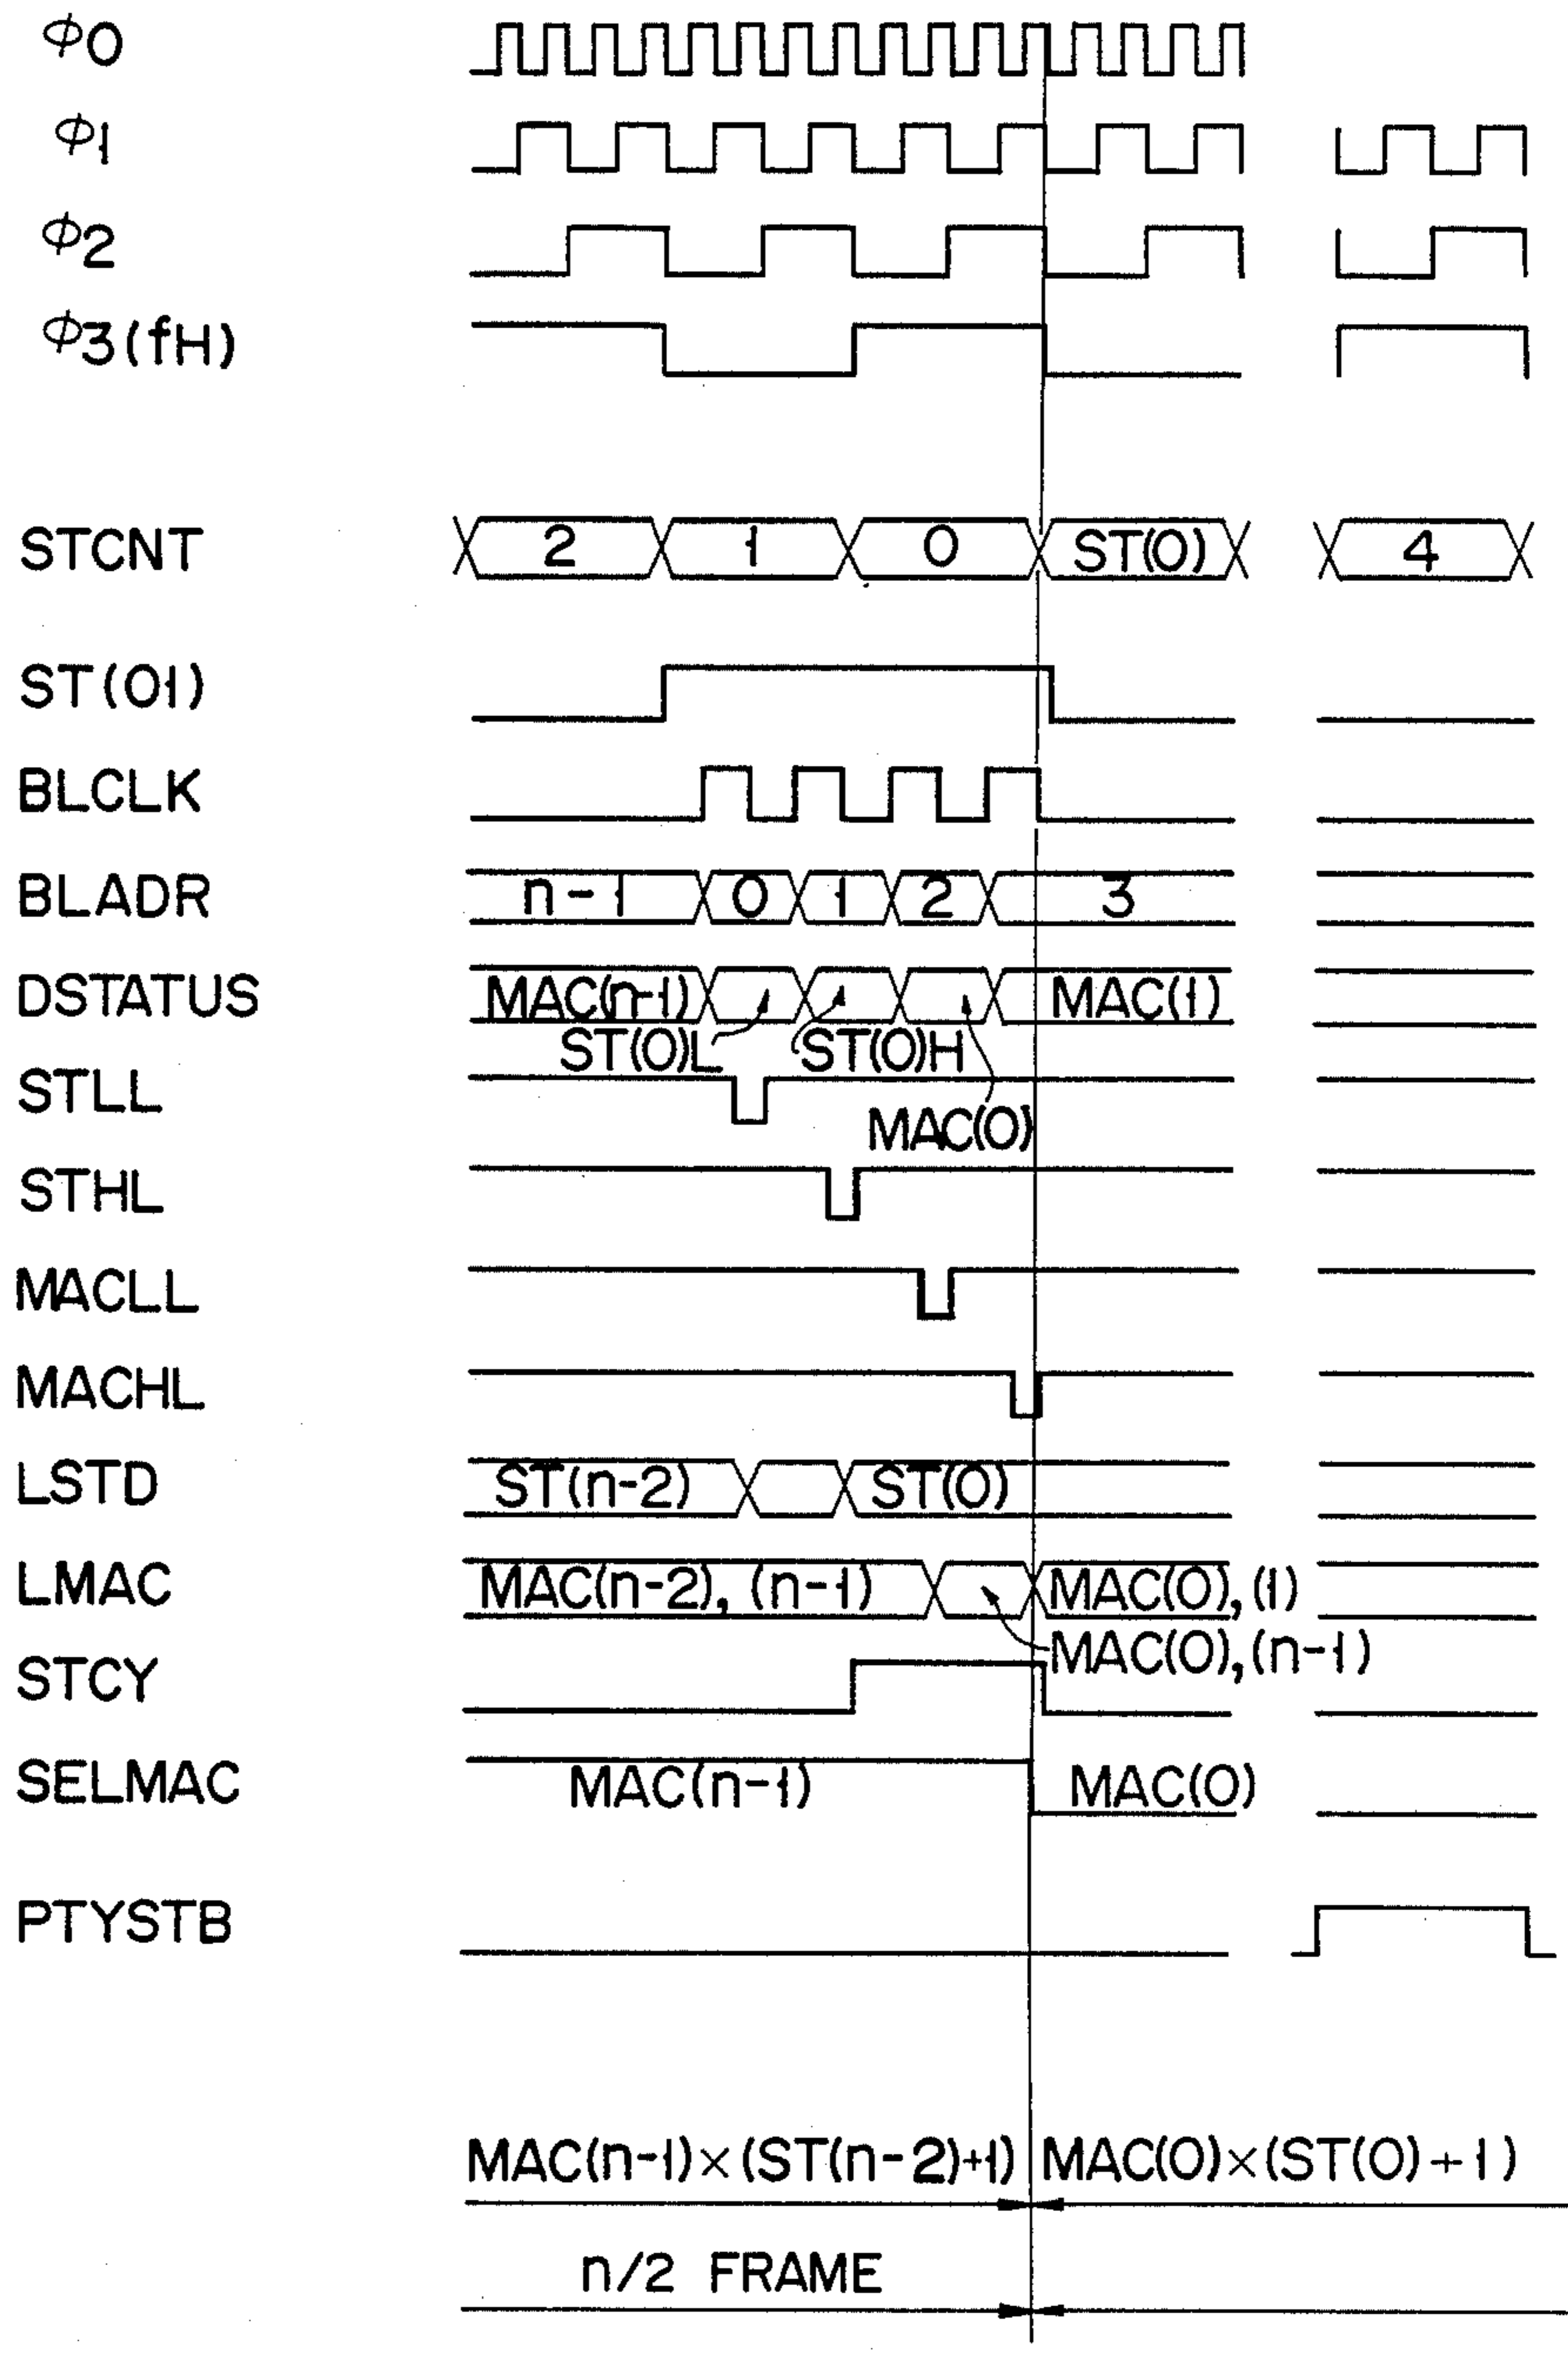 φ0
φ1
φ2
φ3(fH)
STCNT 2 1 0 ST(0) 4
ST(01)
BLCLK
BLADR n-1 0 1 2 3
DSTATUS MAC(n-1) MAC(1)
ST(0)L ST(0)H
STLL
MAC(0)
STHL
MACLL
MACHL
LSTD ST(n-2) ST(0)
LMAC MAC(n-2), (n-1) MAC(0), (1)
MAC(0), (n-1)
STCY
SELMAC MAC(n-1) MAC(0)
PTYSTB
MAC(n-1)×(ST(n-2)+1) MAC(0)×(ST(0)+1)
n/2 FRAME